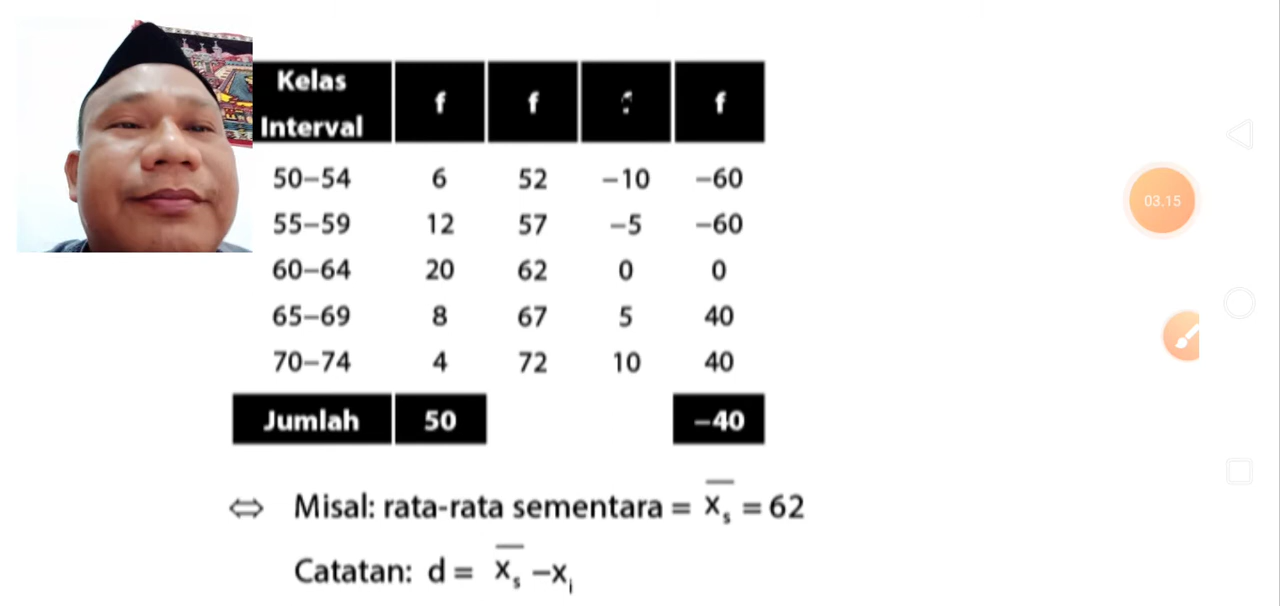 Kelas Interval f f f
50–54 6 52 –10 –60
55–59 12 57 –5 –60
60–64 20 62 0 0
65–69 8 67 5 40
70–74 4 72 10 40
Jumlah 50 –40
⇔ Misal: rata-rata sementara = x̅ₛ = 62
Catatan: d = x̅ₛ –xᵢ
03.15